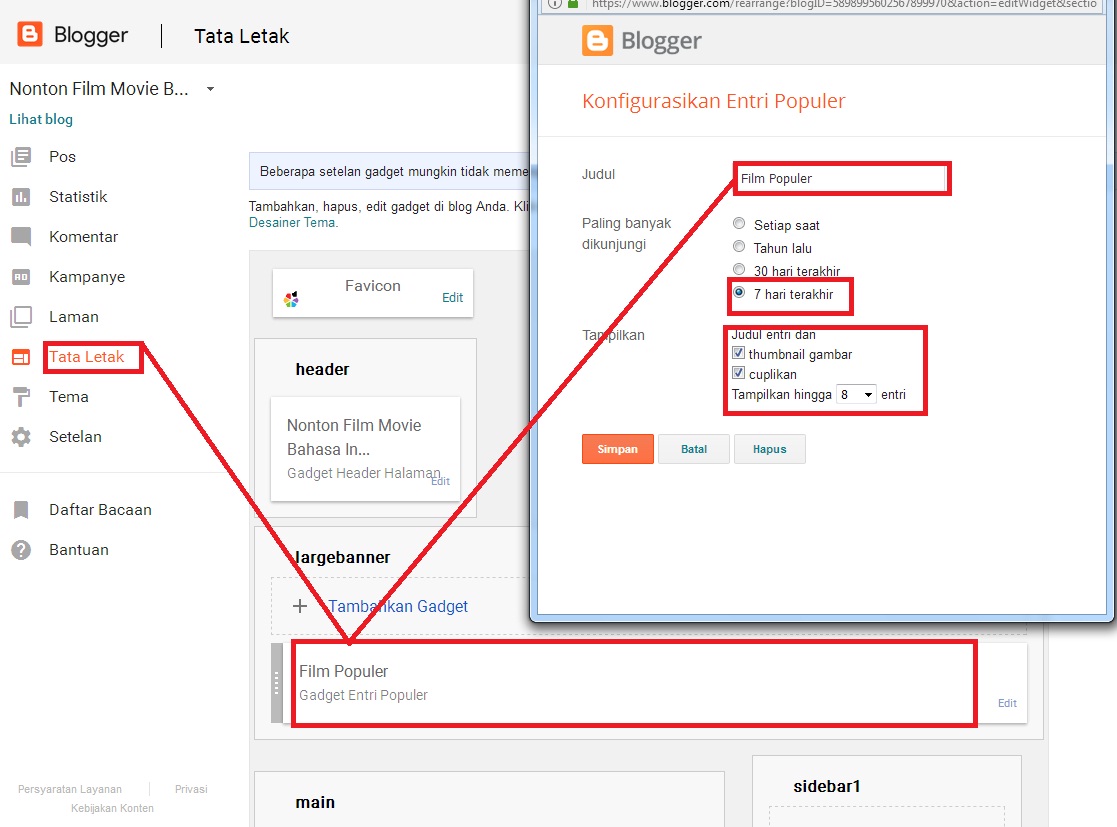 Blogger
Tata Letak
Nonton Film Movie B...
Lihat blog
Pos
Statistik
Komentar
Kampanye
Laman
Tata Letak
Tema
Setelan
Daftar Bacaan
Bantuan
Persyaratan Layanan
Privasi
Kebijakan Konten
Beberapa setelan gadget mungkin tidak meme
Tambahkan, hapus, edit gadget di blog Anda. Kli
Desainer Tema.
Favicon
Edit
header
Nonton Film Movie
Bahasa In...
Gadget Header Halaman
Edit
largebanner
Tambahkan Gadget
Film Populer
Gadget Entri Populer
Edit
main
sidebar1
https://www.blogger.com/rearrange?blogID=5898995602567899970&action=editWidget&sectio
Blogger
Konfigurasikan Entri Populer
Judul
Film Populer
Paling banyak
dikunjungi
Setiap saat
Tahun lalu
30 hari terakhir
7 hari terakhir
Tampilkan
Judul entri dan
thumbnail gambar
cuplikan
Tampilkan hingga 8 entri
Simpan
Batal
Hapus